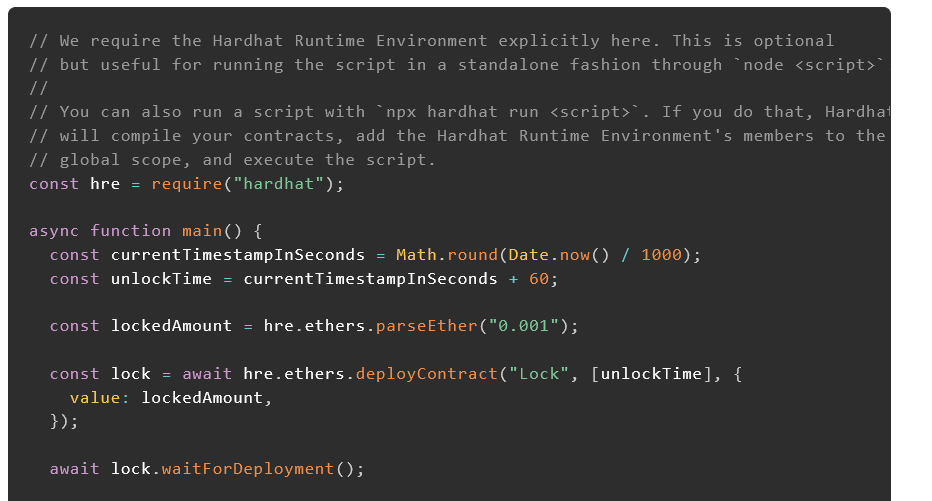 // We require the Hardhat Runtime Environment explicitly here. This is optional
// but useful for running the script in a standalone fashion through `node <script>`
//
// You can also run a script with `npx hardhat run <script>`. If you do that, Hardhat
// will compile your contracts, add the Hardhat Runtime Environment's members to the
// global scope, and execute the script.
const hre = require("hardhat");
async function main() {
const currentTimestampInSeconds = Math.round(Date.now() / 1000);
const unlockTime = currentTimestampInSeconds + 60;
const lockedAmount = hre.ethers.parseEther("0.001");
const lock = await hre.ethers.deployContract("Lock", [unlockTime], {
value: lockedAmount,
});
await lock.waitForDeployment();